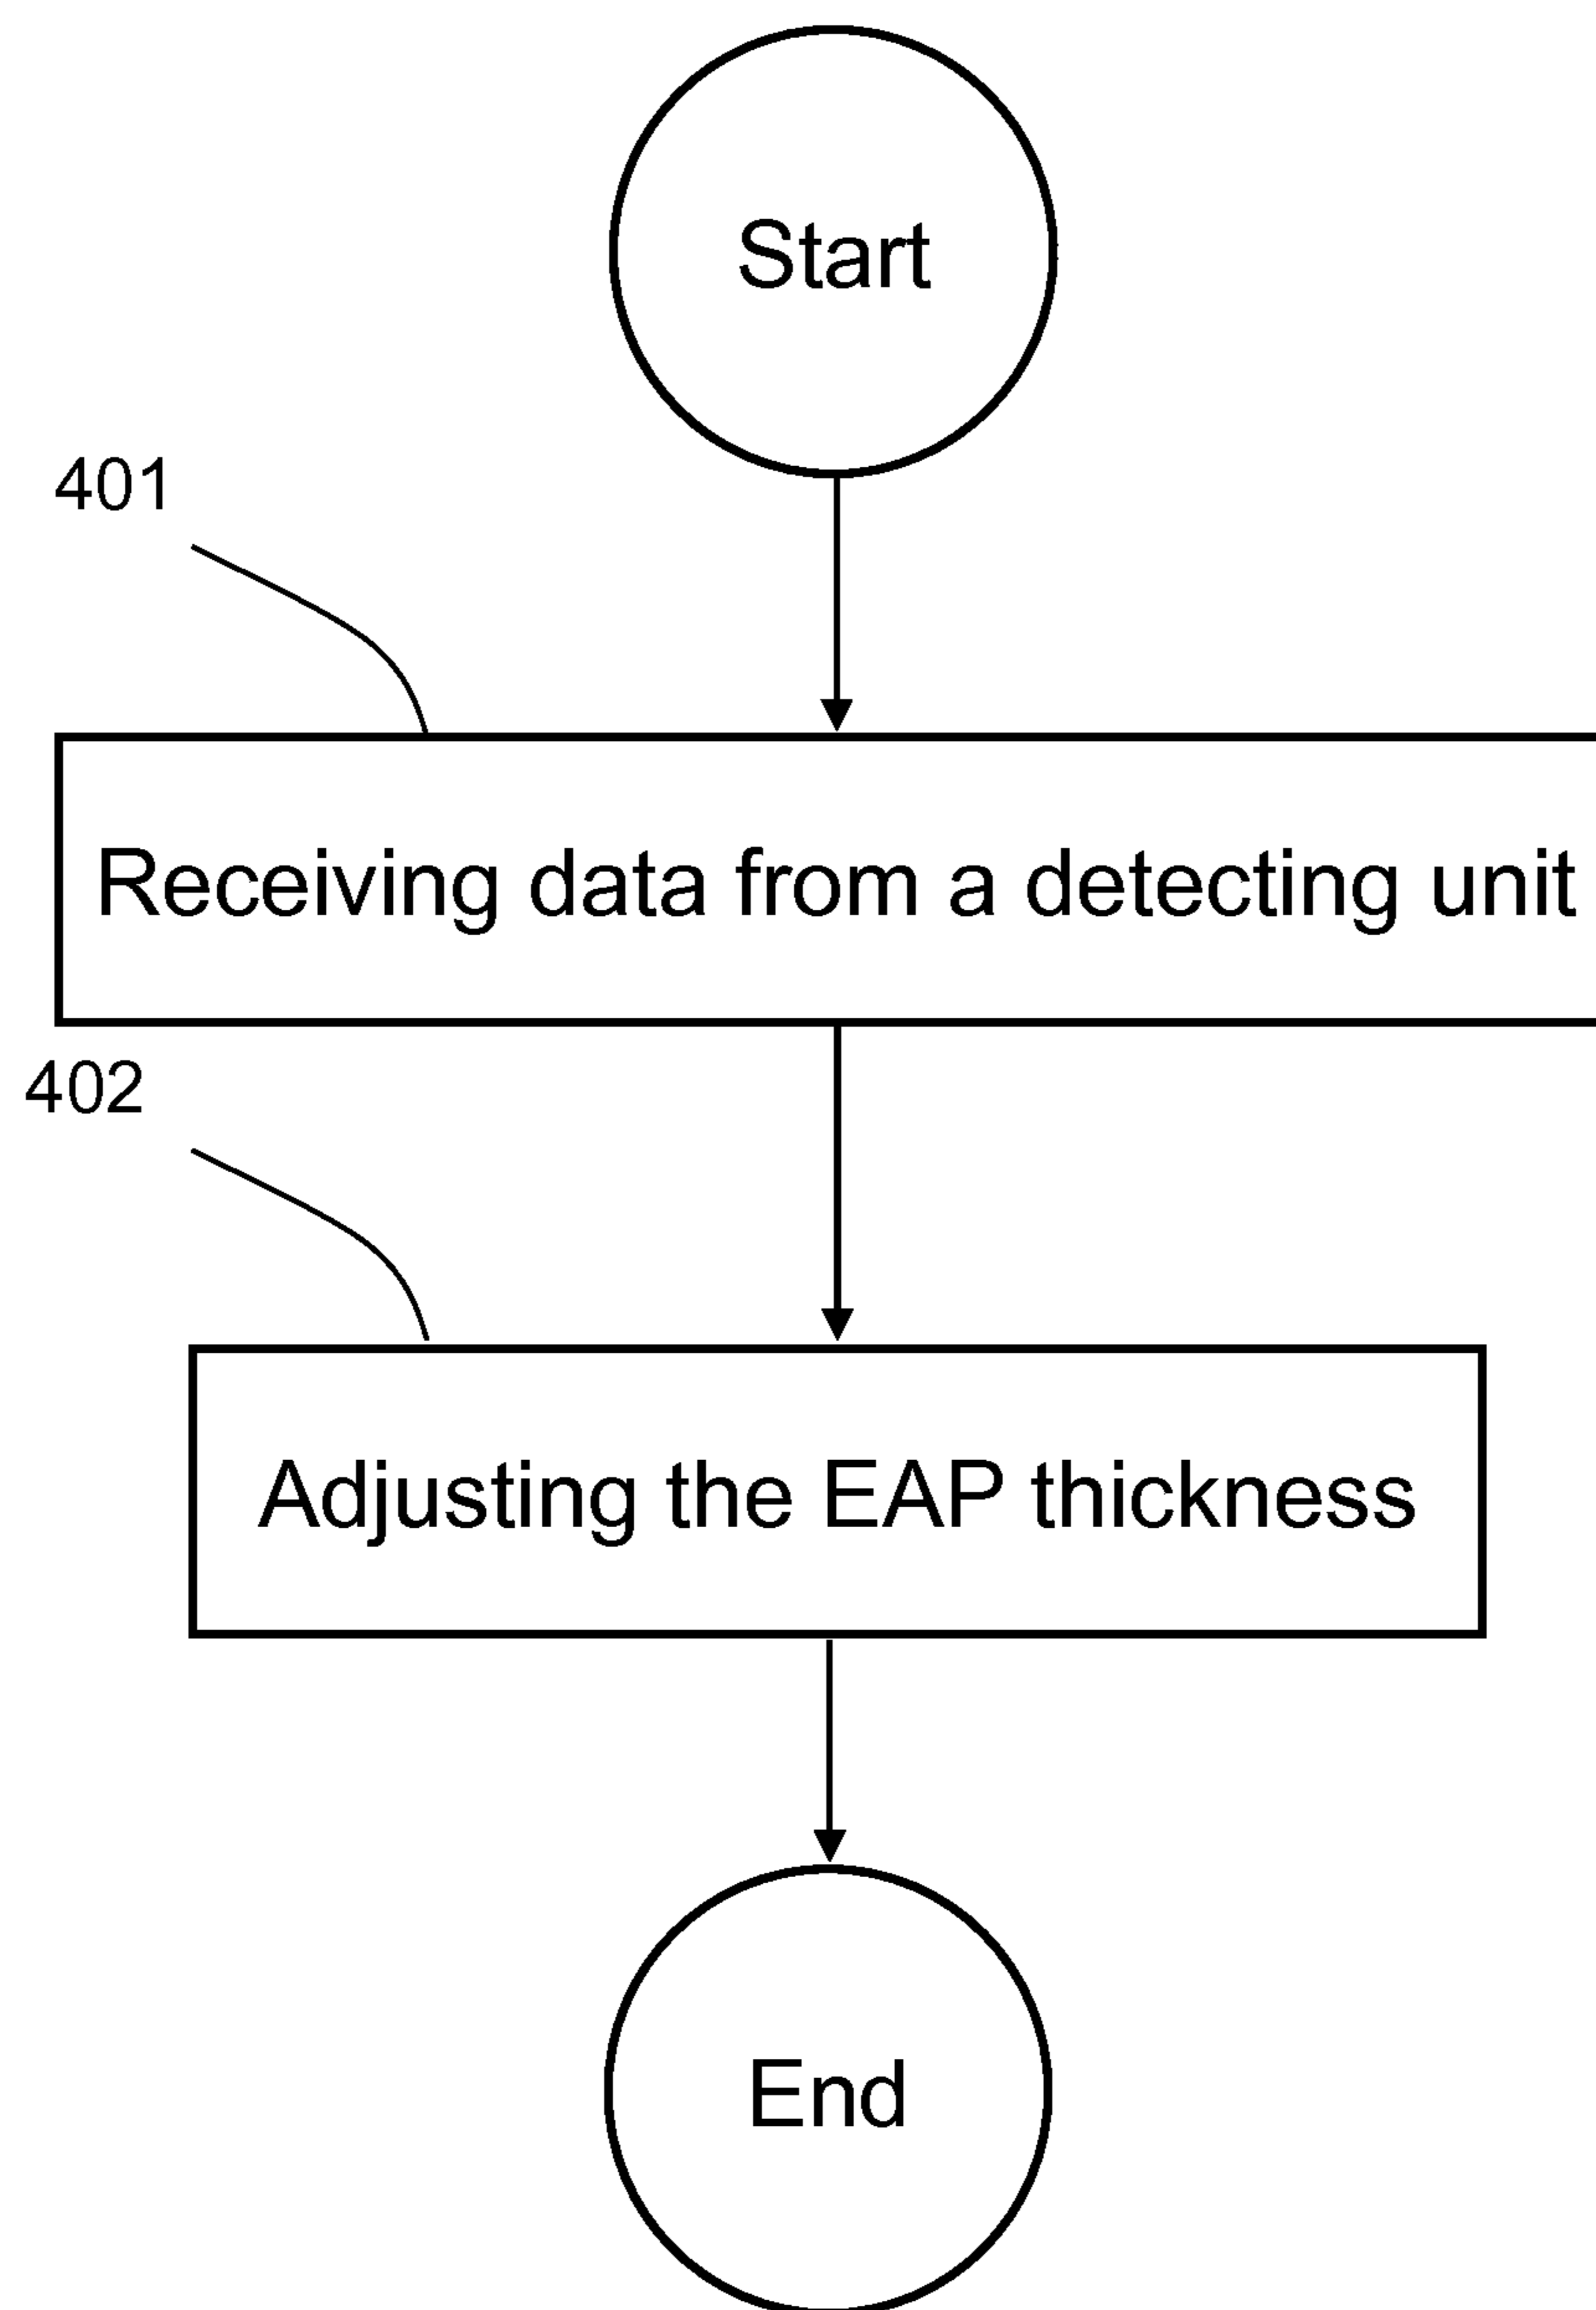 Start
401
Receiving data from a detecting unit
402
Adjusting the EAP thickness
End